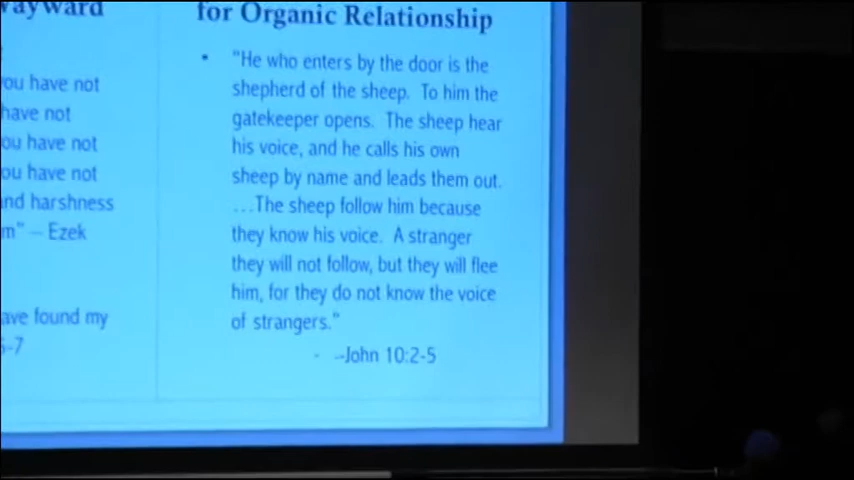 wayward
you have not
have not
ou have not
ou have not
and harshness
m" – Ezek
ave found my
5-7
for Organic Relationship
• "He who enters by the door is the
shepherd of the sheep. To him the
gatekeeper opens. The sheep hear
his voice, and he calls his own
sheep by name and leads them out.
…The sheep follow him because
they know his voice. A stranger
they will not follow, but they will flee
him, for they do not know the voice
of strangers."
- --John 10:2-5